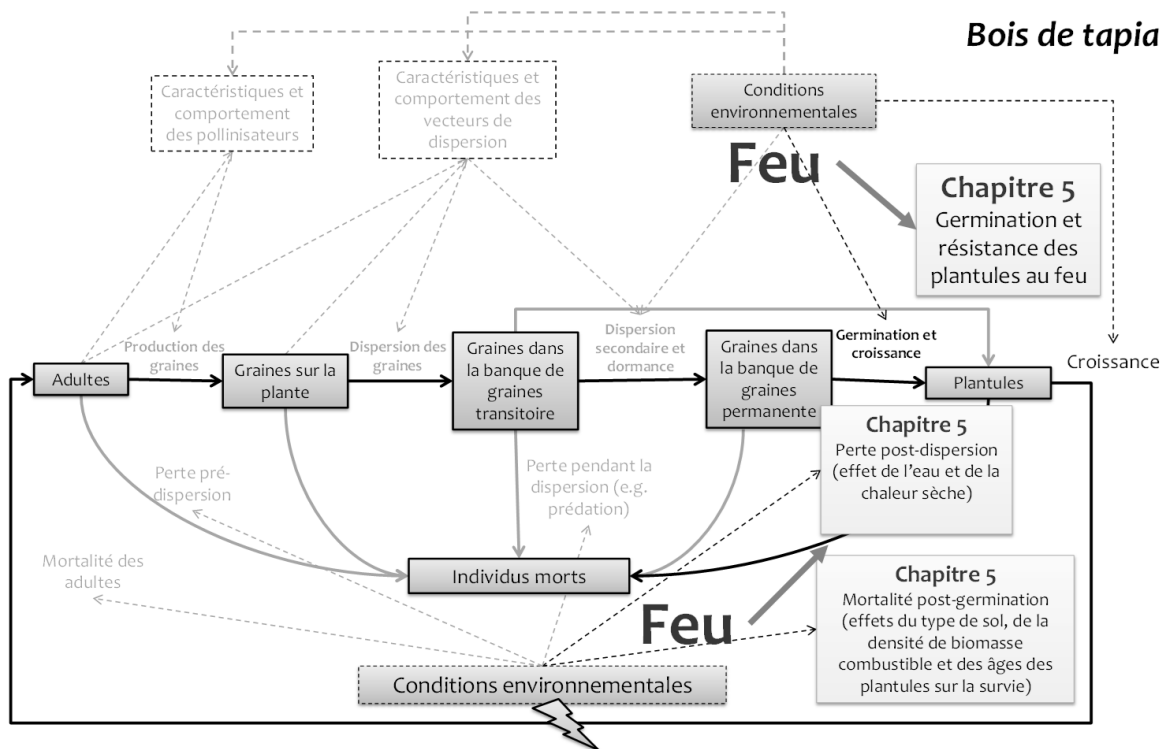 Bois de tapia
Caractéristiques et
comportement
des pollinisateurs
Caractéristiques et
comportement des
vecteurs de
dispersion
Conditions
environnementales
Feu
Chapitre 5
Germination et
résistance des
plantules au feu
Production des
graines
Dispersion des
graines
Dispersion
secondaire et
dormance
Germination et
croissance
Croissance
Adultes
Graines sur la
plante
Graines dans
la banque de
graines
transitoire
Graines dans
la banque de
graines
permanente
Plantules
Chapitre 5
Perte post-dispersion
(effet de l'eau et de la
chaleur sèche)
Perte pré-
dispersion
Perte pendant la
dispersion (e.g.
prédation)
Mortalité des
adultes
Individus morts
Feu
Chapitre 5
Mortalité post-germination
(effets du type de sol, de la
densité de biomasse
combustible et des âges des
plantules sur la survie)
Conditions environnementales